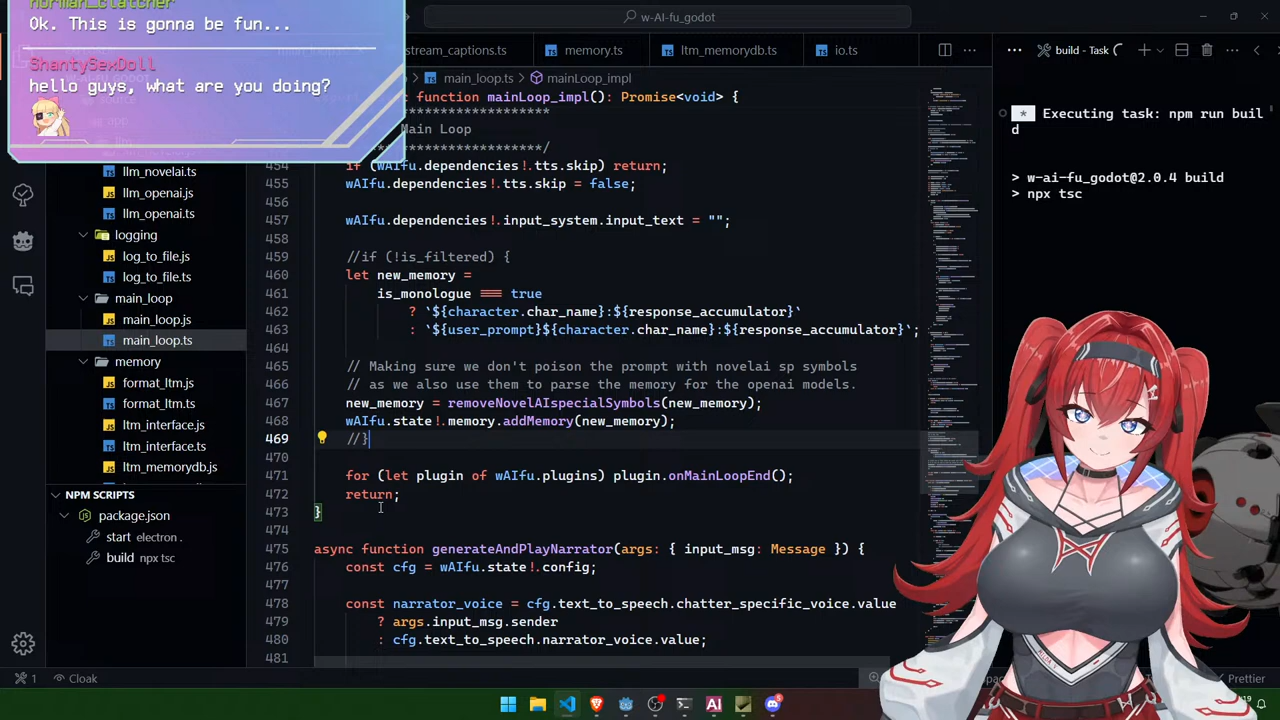 norman_clatcher
Ok. This is gonna be fun...
ShantySexDoll
hello guys, what are you doing?
w-AI-fu_godot
stream_captions.ts
memory.ts
ltm_memorydb.ts
io.ts
build - Task
main_loop.ts
mainLoop_impl
function mainLoop_impl(): Promise<void> {
Main Loop
454 if (wAIfu.dependencies!.tts.skip) return;
455 wAIfu.dependencies!.tts.skip = false;
456
457 wAIfu.dependencies!.input_system.input_text = "";
458
459 //if (!is_filtered)
460 let new_memory =
461 is_monologue === true
462 ? `${character.char_name}:${response_accumulator}`
463 : `${user_prompt}${character.char_name}:${response_accumulator}`;
464
465 // Making sure we don't poison the prompt with novelai sp symbols
466 // as we also use them to parse the memory for the openai models.
467 new_memory = removeNovelAIspecialSymbols(new_memory);
468 wAIfu.state!.memory.addMemory(new_memory);
469 //}
470
471 for (let plugin of wAIfu.plugins) plugin.onMainLoopEnd();
472 return;
473 }
474
475 async function generateAndPlayNarrator(args: { input_msg: Message }) {
476 const cfg = wAIfu.state!.config;
477
478 const narrator_voice = cfg.text_to_speech.chatter_specific_voice.value
479 ? args.input_msg.sender
480 : cfg.text_to_speech.narrator_voice.value;
481
llm_novelai.ts
llm_openai.js
llm_openai.ts
logging
log_to_file.js
log_to_file.ts
main_loop
main_loop.js
main_loop.ts
memory
format_ltm.js
format_ltm.ts
ltm_interface.js
ltm_interface.ts
ltm_memorydb.js
NPM SCRIPTS
package.json
start electron .
build npx tsc
* Executing task: npm run buil
d
> w-ai-fu_godot@2.0.4 build
> npx tsc
1
Cloak
Prettier